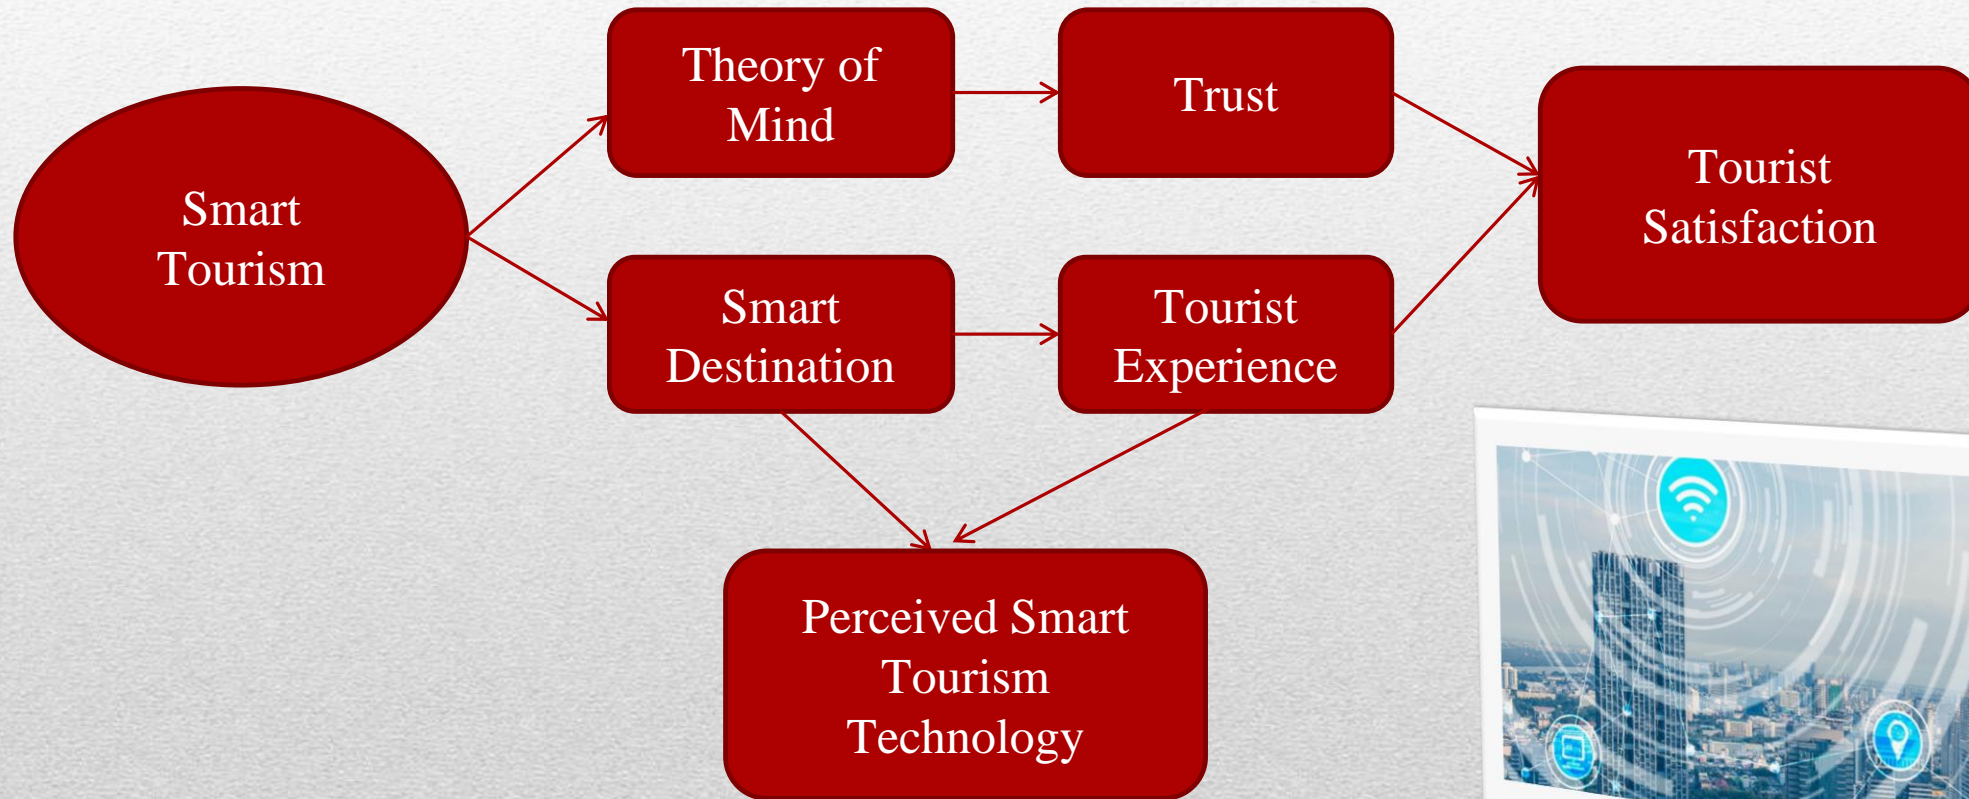 Theory of
Mind
Trust
Tourist
Satisfaction
Smart
Tourism
Smart
Destination
Tourist
Experience
Perceived Smart
Tourism
Technology